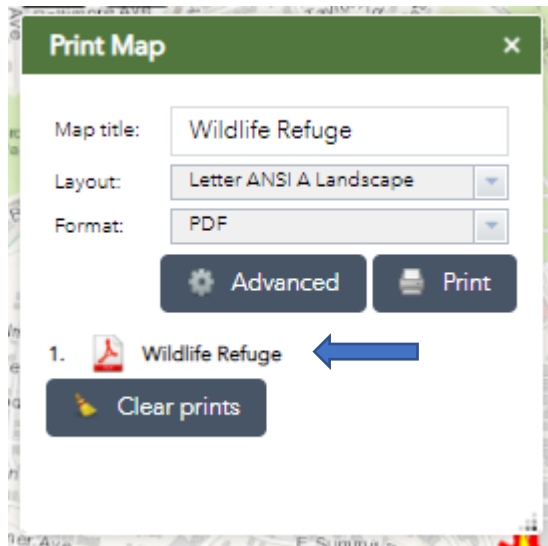 Print Map ×
Map title: Wildlife Refuge
Layout: Letter ANSI A Landscape
Format: PDF
Advanced Print
1. Wildlife Refuge
Clear prints